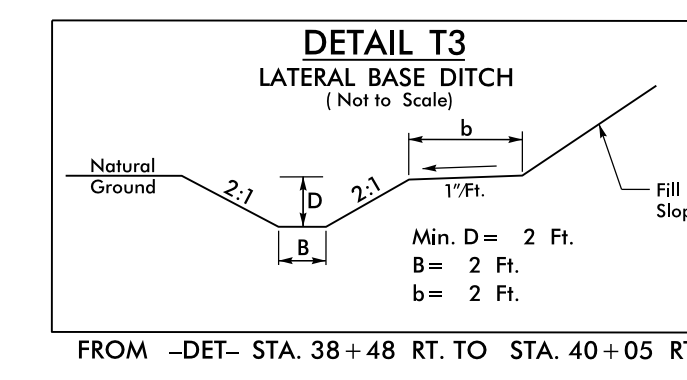 DETAIL T3
LATERAL BASE DITCH
( Not to Scale)
b
Natural
Ground
2:1
D
2:1
1"/Ft.
Fill
B
Min. D = 2 Ft.
B = 2 Ft.
b = 2 Ft.
FROM –DET– STA. 38+48 RT. TO STA. 40+05